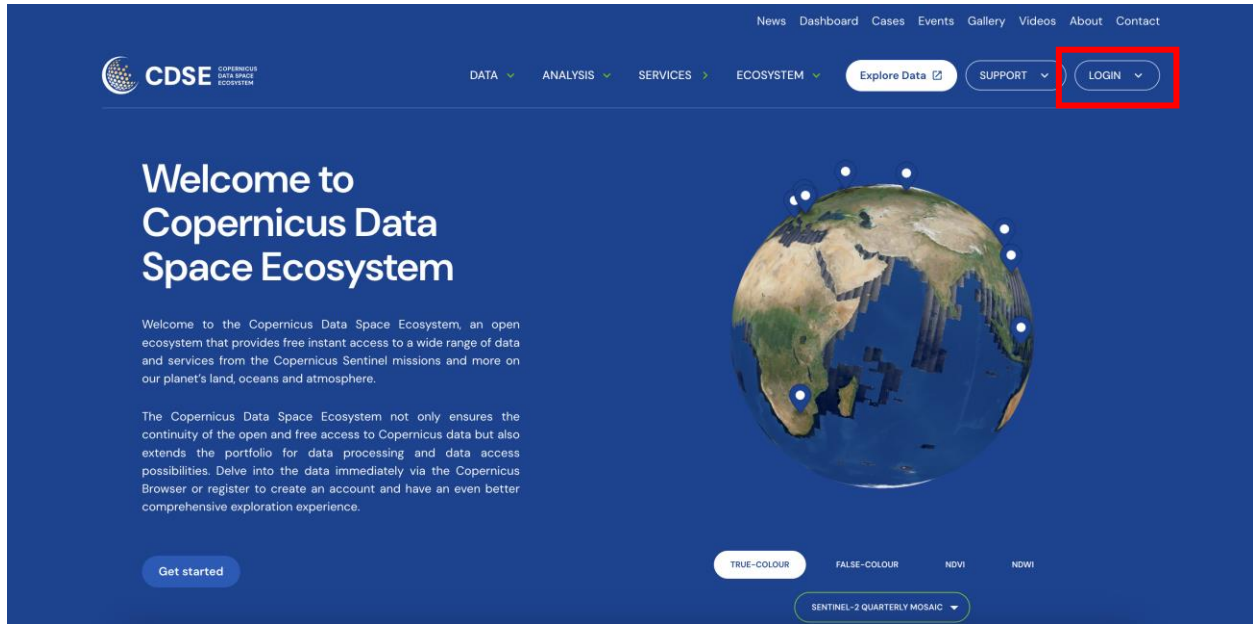 News Dashboard Cases Events Gallery Videos About Contact
CDSE COPERNICUS DATA SPACE ECOSYSTEM
DATA ANALYSIS SERVICES ECOSYSTEM Explore Data SUPPORT LOGIN
Welcome to
Copernicus Data
Space Ecosystem
Welcome to the Copernicus Data Space Ecosystem, an open
ecosystem that provides free instant access to a wide range of data
and services from the Copernicus Sentinel missions and more on
our planet's land, oceans and atmosphere.
The Copernicus Data Space Ecosystem not only ensures the
continuity of the open and free access to Copernicus data but also
extends the portfolio for data processing and data access
possibilities. Delve into the data immediately via the Copernicus
Browser or register to create an account and have an even better
comprehensive exploration experience.
Get started
TRUE-COLOUR FALSE-COLOUR NDVI NDWI
SENTINEL-2 QUARTERLY MOSAIC